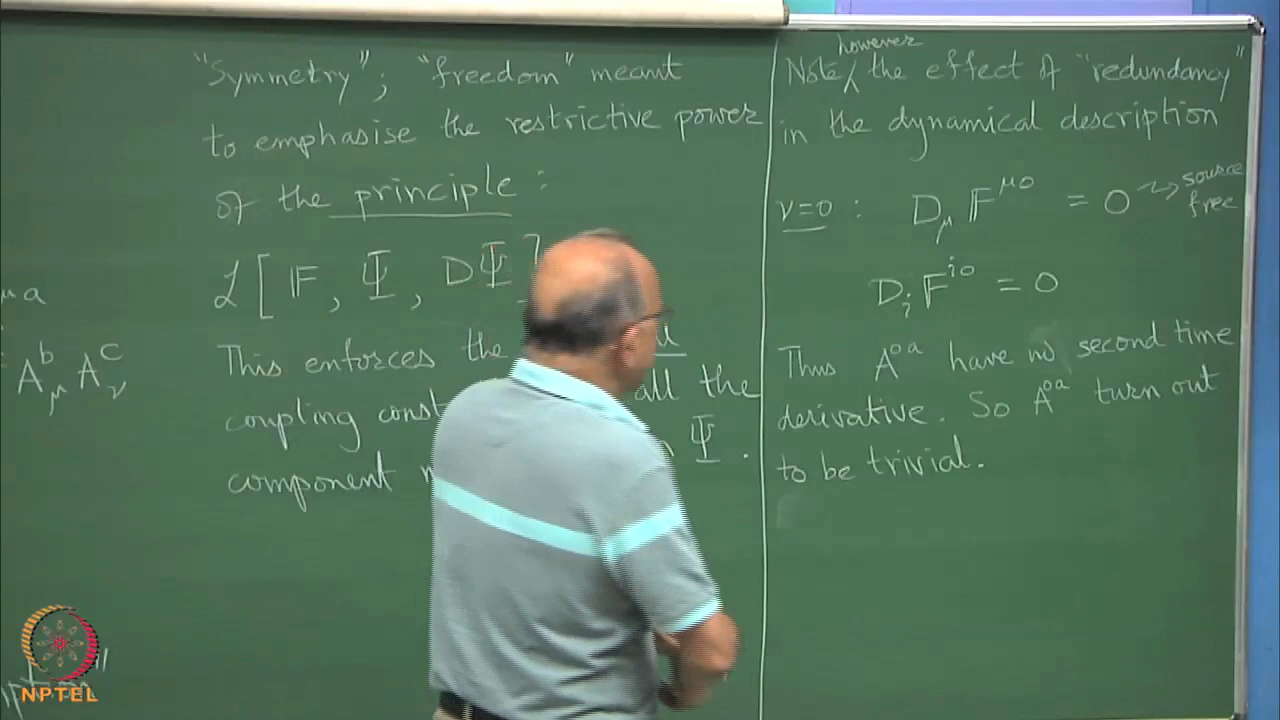 "Symmetry"; "freedom" meant
to emphasise the restrictive power
of the principle:
ℒ[𝔽, Ψ, DΨ]
This enforces the
coupling const all the
component Ψ.
μa
A^b_μ A^c_ν
however
Note, the effect of "redundancy"
in the dynamical description
ν=0 : D_μ 𝔽^{μ0} = 0 ⇝ source free
D_i 𝔽^{i0} = 0
Thus A^{0a} have no second time
derivative. So A^{0a} turn out
to be trivial.
NPTEL